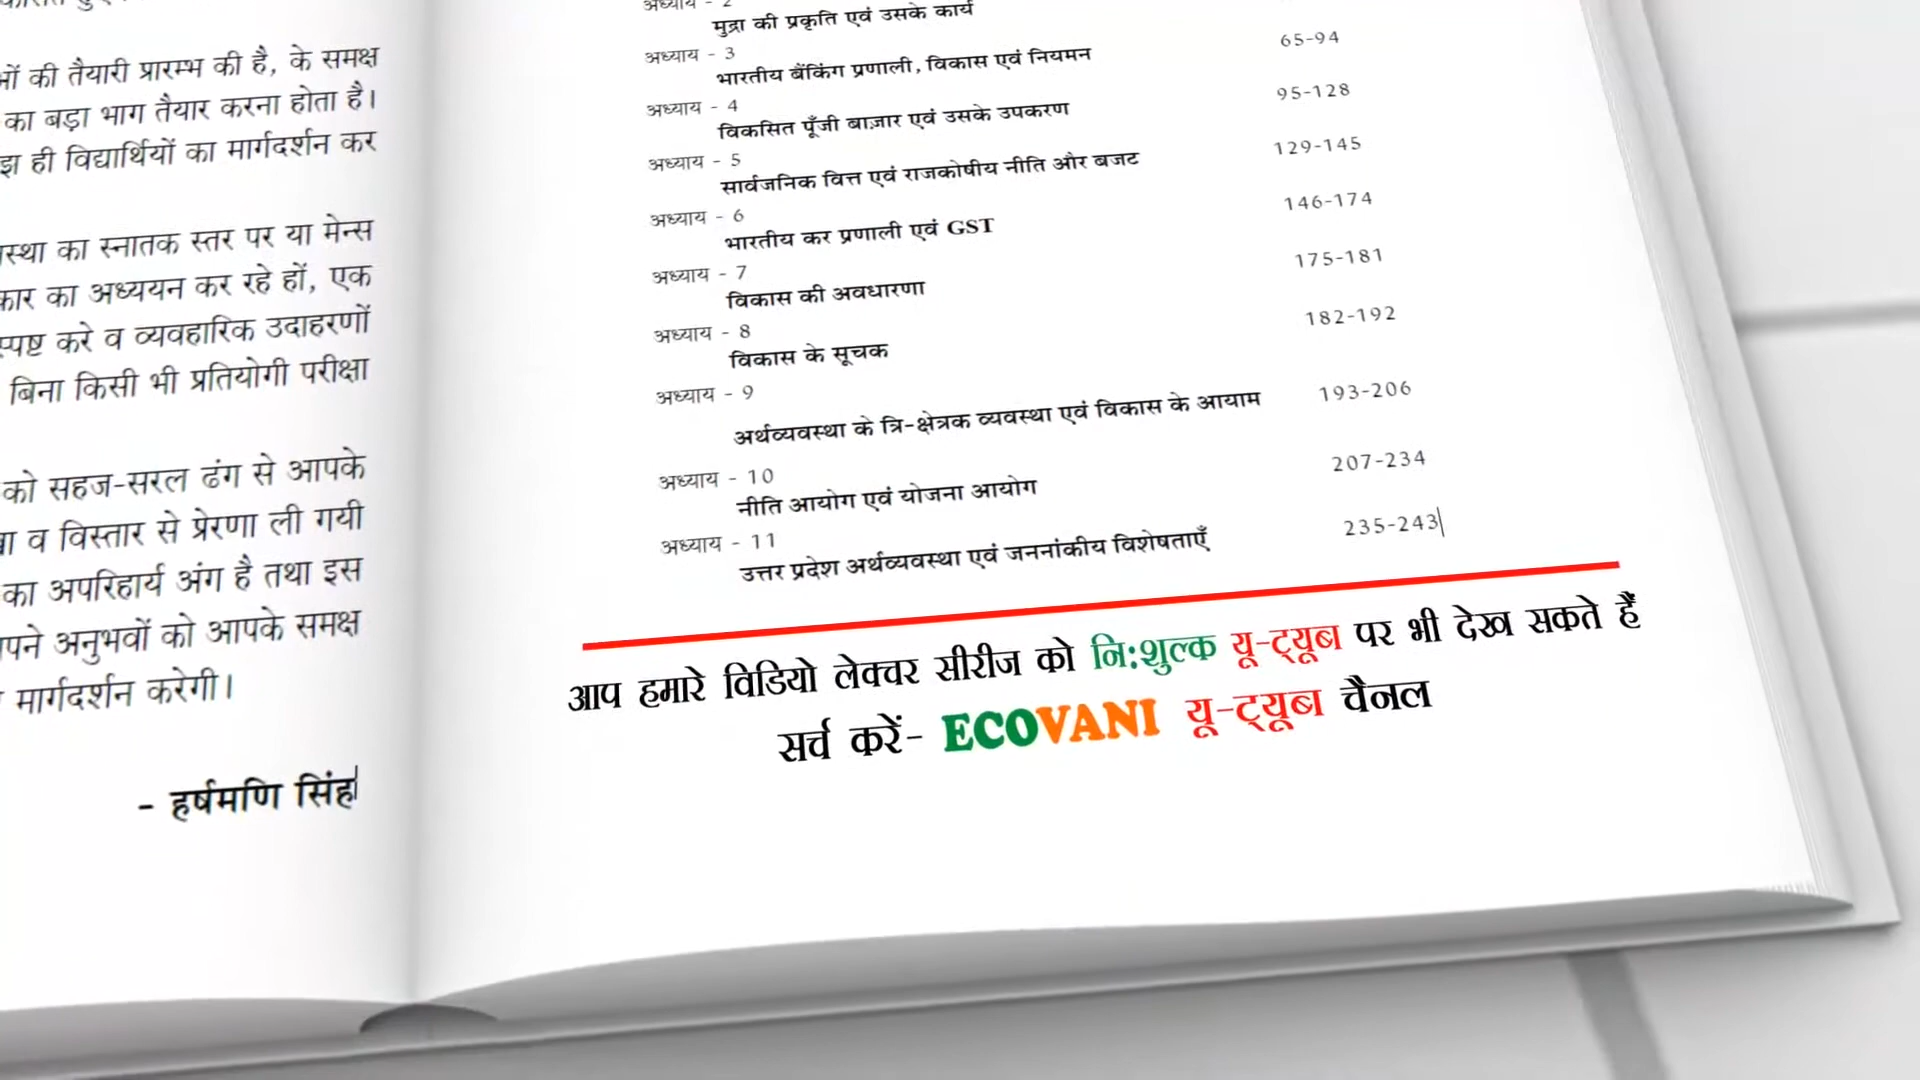 ओं की तैयारी प्रारम्भ की है, के समक्ष
का बड़ा भाग तैयार करना होता है।
ही विद्यार्थियों का मार्गदर्शन कर
का स्नातक स्तर पर या मेन्स
का अध्ययन कर रहे हों, एक
करे व व्यवहारिक उदाहरणों
बिना किसी भी प्रतियोगी परीक्षा
को सहज-सरल ढंग से आपके
व विस्तार से प्रेरणा ली गयी
का अपरिहार्य अंग है तथा इस
पने अनुभवों को आपके समक्ष
मार्गदर्शन करेगी।
- हर्षमणि सिंह
अध्याय - 2
मुद्रा की प्रकृति एवं उसके कार्य
अध्याय - 3
भारतीय बैंकिंग प्रणाली, विकास एवं नियमन 65-94
अध्याय - 4
विकसित पूँजी बाज़ार एवं उसके उपकरण 95-128
अध्याय - 5
सार्वजनिक वित्त एवं राजकोषीय नीति और बजट 129-145
अध्याय - 6
भारतीय कर प्रणाली एवं GST 146-174
अध्याय - 7
विकास की अवधारणा 175-181
अध्याय - 8
विकास के सूचक 182-192
अध्याय - 9
अर्थव्यवस्था के त्रि-क्षेत्रक व्यवस्था एवं विकास के आयाम 193-206
अध्याय - 10
नीति आयोग एवं योजना आयोग 207-234
अध्याय - 11
उत्तर प्रदेश अर्थव्यवस्था एवं जननांकीय विशेषताएँ 235-243
आप हमारे विडियो लेक्चर सीरीज को नि:शुल्क यू-ट्यूब पर भी देख सकते हैं
सर्च करें- ECOVANI यू-ट्यूब चैनल